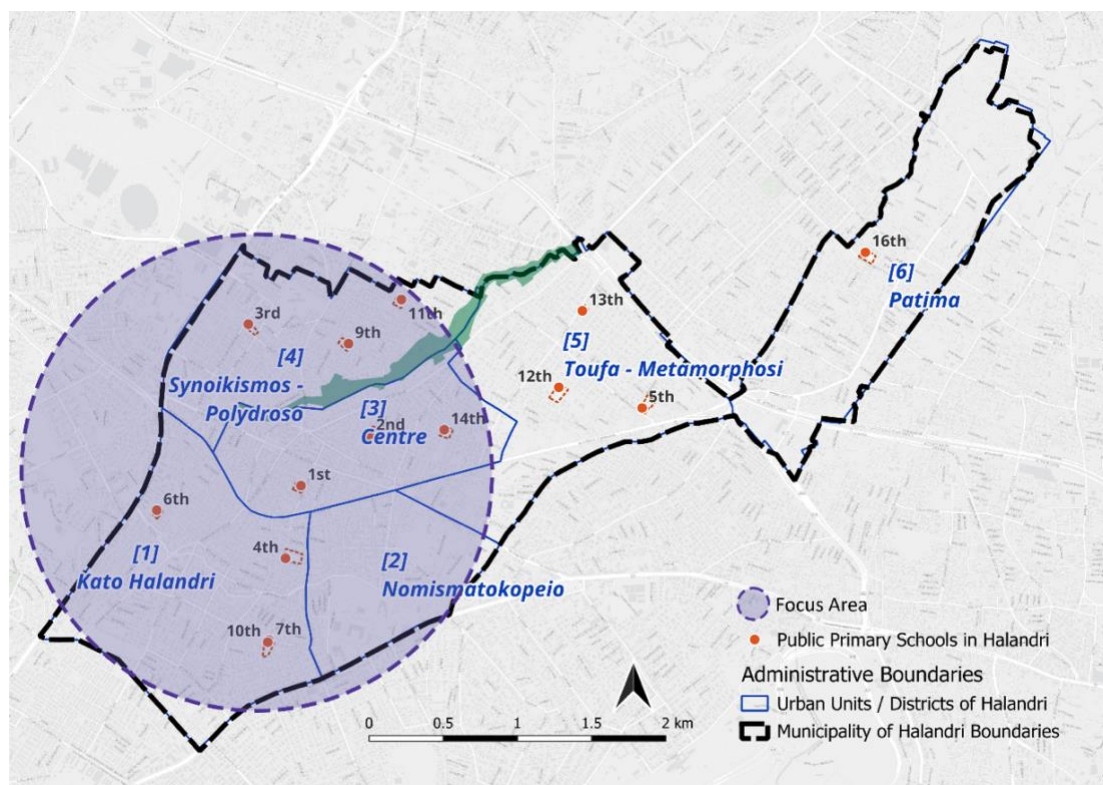 16th
[6]
Patima
13th
11th
3rd
9th
[5]
Toufa - Metamorphosi
[4]
Synoikismos -
Polydroso
12th
5th
[3]
2nd
Centre
14th
1st
6th
4th
[1]
Kato Halandri
[2]
Nomismatokopeio
10th
7th
Focus Area
Public Primary Schools in Halandri
Administrative Boundaries
Urban Units / Districts of Halandri
Municipality of Halandri Boundaries
0 0.5 1 1.5 2 km